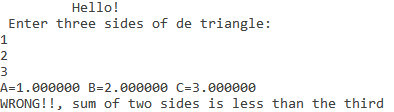 Hello!
Enter three sides of de triangle:
1
2
3
A=1.000000 B=2.000000 C=3.000000
WRONG!!, sum of two sides is less than the third